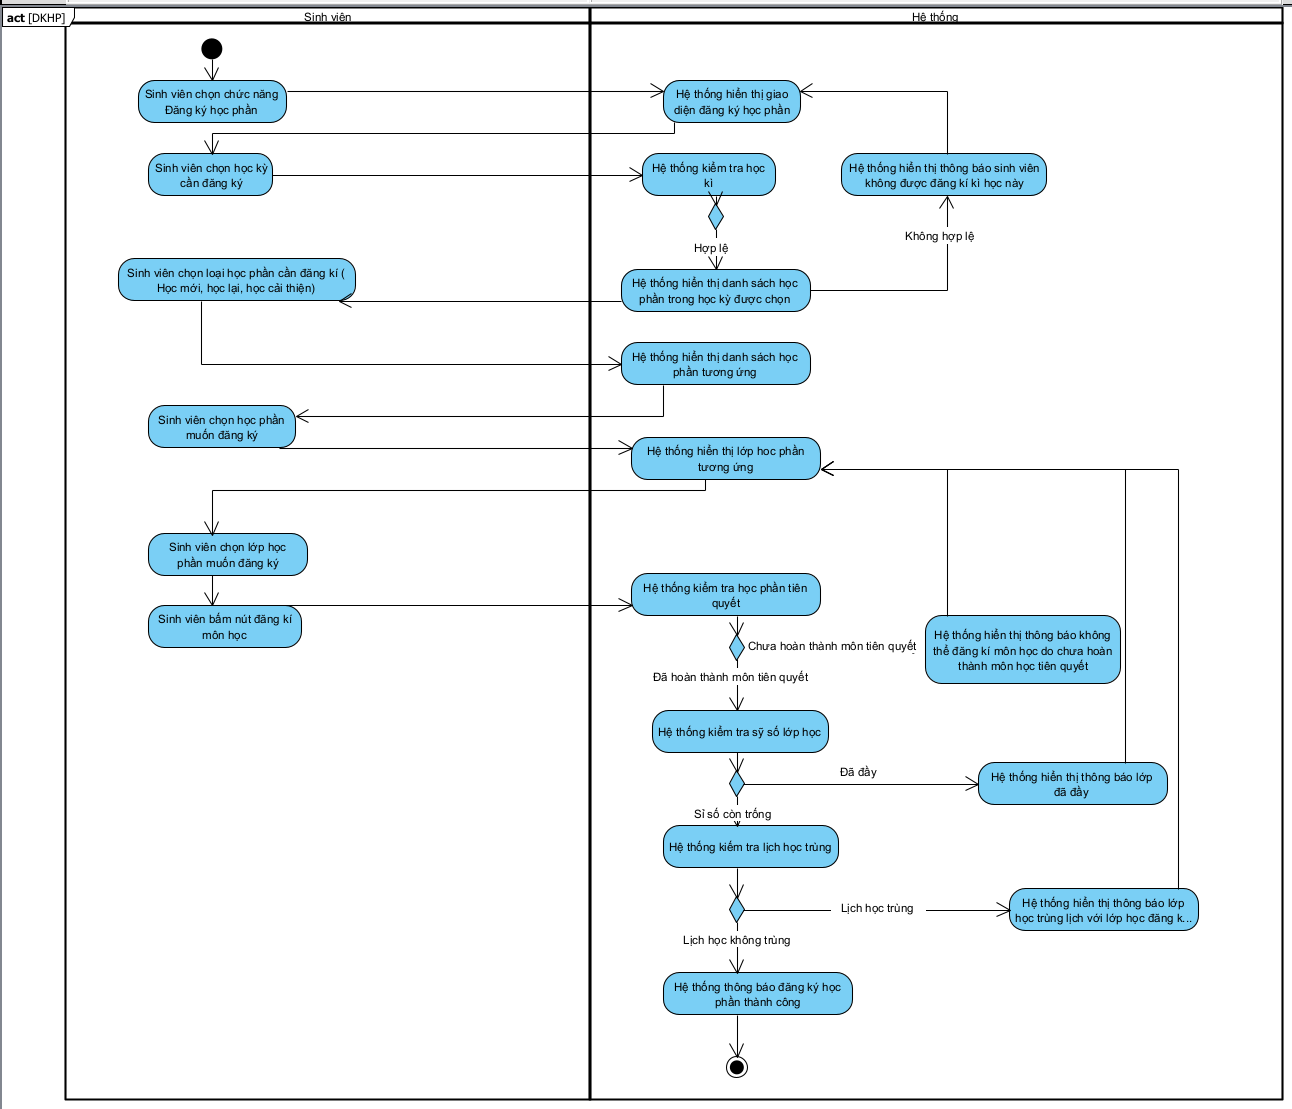 act [DKHP]
Sinh viên
Hệ thống
Sinh viên chọn chức năng
Đăng ký học phần
Hệ thống hiển thị giao
diện đăng ký học phần
Sinh viên chọn học kỳ
cần đăng ký
Hệ thống kiểm tra học
kì
Hệ thống hiển thị thông báo sinh viên
không được đăng kí kì học này
Không hợp lệ
Hợp lệ
Sinh viên chọn loại học phần cần đăng kí (
Học mới, học lại, học cải thiện)
Hệ thống hiển thị danh sách học
phần trong học kỳ được chọn
Hệ thống hiển thị danh sách học
phần tương ứng
Sinh viên chọn học phần
muốn đăng ký
Hệ thống hiển thị lớp hoc phần
tương ứng
Sinh viên chọn lớp học
phần muốn đăng ký
Sinh viên bấm nút đăng kí
môn học
Hệ thống kiểm tra học phần tiên
quyết
Chưa hoàn thành môn tiên quyết
Hệ thống hiển thị thông báo không
thể đăng kí môn học do chưa hoàn
thành môn học tiên quyết
Đã hoàn thành môn tiên quyết
Hệ thống kiểm tra sỹ số lớp học
Đã đầy
Hệ thống hiển thị thông báo lớp
đã đầy
Sỉ số còn trống
Hệ thống kiểm tra lịch học trùng
Lịch học trùng
Hệ thống hiển thị thông báo lớp
học trùng lịch với lớp học đăng k...
Lịch học không trùng
Hệ thống thông báo đăng ký học
phần thành công